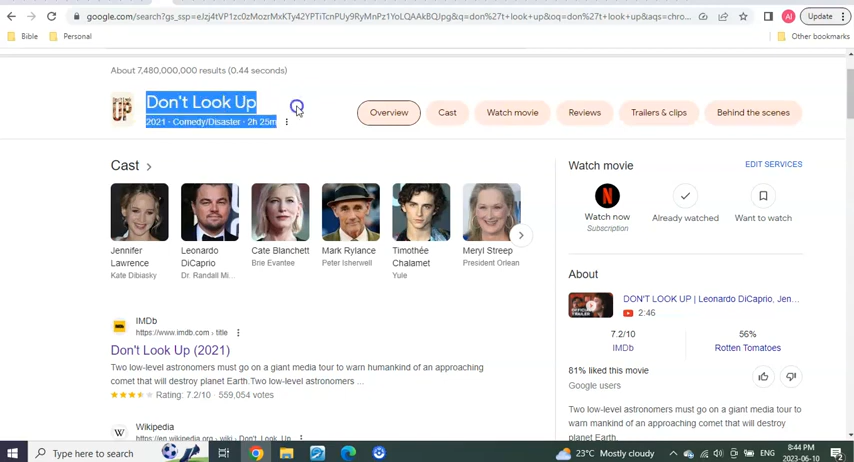 google.com/search?gs_ssp=eJzj4tVP1zc0zMozrMxKTy42YPTiTcnPUy9RyMnPz1YoLQAAkBQJpg&q=don%27t+look+up&oq=don%27t+look+up&aqs=chro...
AI
Update
Bible
Personal
Other bookmarks
About 7,480,000,000 results (0.44 seconds)
Don't Look Up
2021 ‧ Comedy/Disaster ‧ 2h 25m
Overview
Cast
Watch movie
Reviews
Trailers & clips
Behind the scenes
Cast
Jennifer Lawrence
Kate Dibiasky
Leonardo DiCaprio
Dr. Randall Mi...
Cate Blanchett
Brie Evantee
Mark Rylance
Peter Isherwell
Timothée Chalamet
Yule
Meryl Streep
President Orlean
IMDb
https://www.imdb.com › title
Don't Look Up (2021)
Two low-level astronomers must go on a giant media tour to warn humankind of an approaching
comet that will destroy planet Earth.Two low-level astronomers ...
Rating: 7.2/10 · 559,054 votes
W
Wikipedia
https://en.wikipedia.org › wiki › Don't_Look_Up
Watch movie
EDIT SERVICES
N
Watch now
Subscription
Already watched
Want to watch
About
DON'T LOOK UP | Leonardo DiCaprio, Jen...
2:46
7.2/10
IMDb
56%
Rotten Tomatoes
81% liked this movie
Google users
Two low-level astronomers must go on a giant media tour to
warn mankind of an approaching comet that will destroy
planet Earth.
Type here to search
23°C Mostly cloudy
ENG
8:44 PM
2023-06-10
2